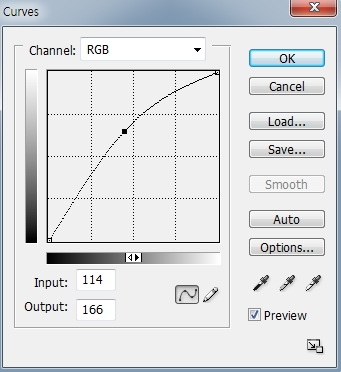 Curves
Channel: RGB
OK
Cancel
Load...
Save...
Smooth
Auto
Options...
Input: 114
Output: 166
Preview